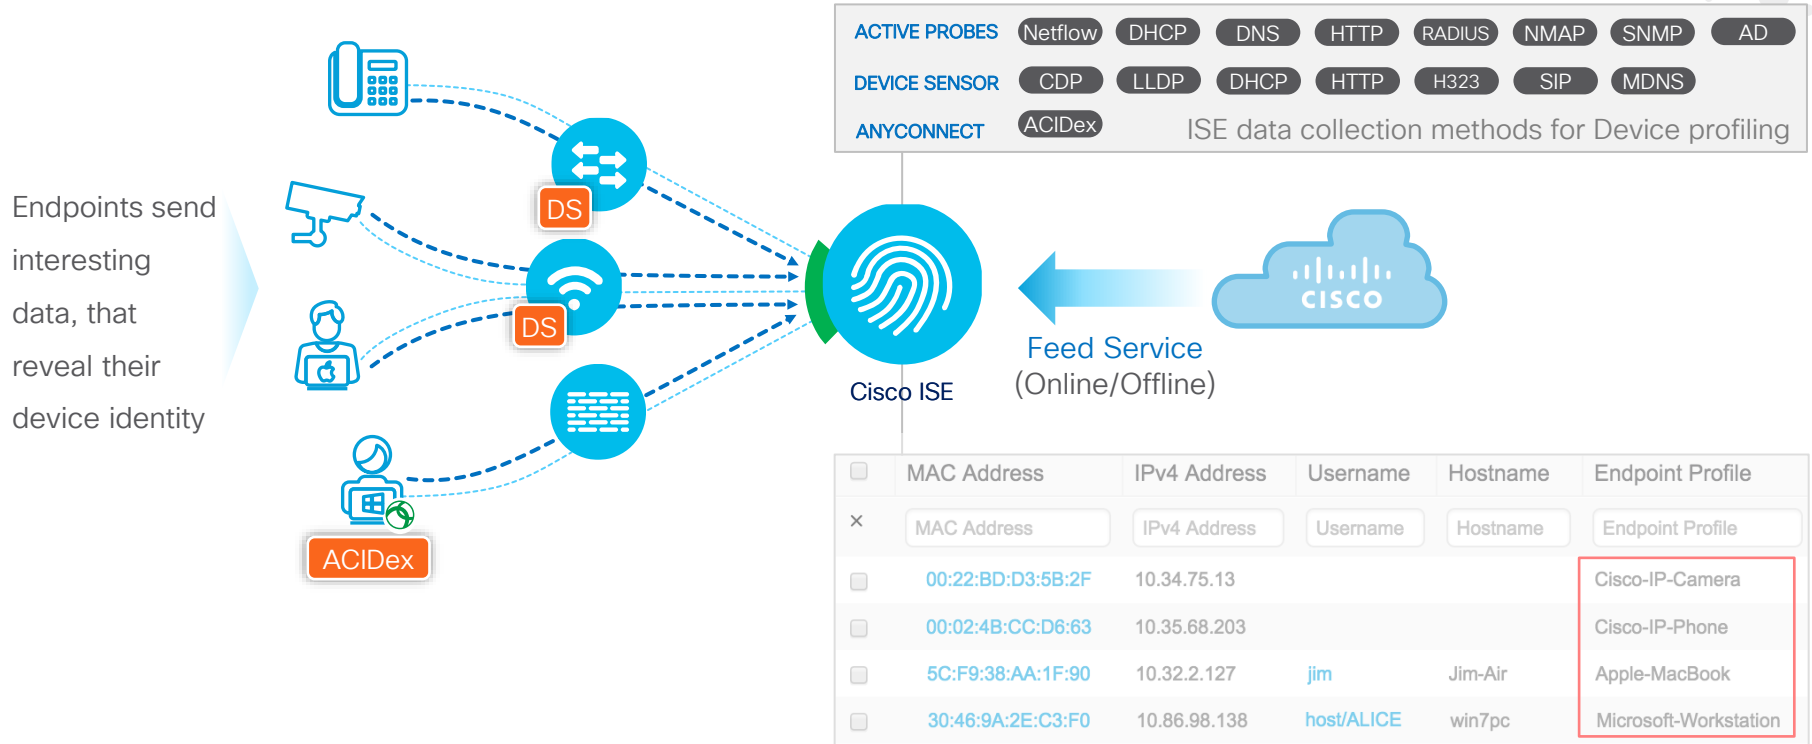 ACTIVE PROBES Netflow DHCP DNS HTTP RADIUS NMAP SNMP AD
DEVICE SENSOR CDP LLDP DHCP HTTP H323 SIP MDNS
ANYCONNECT ACIDex ISE data collection methods for Device profiling
Endpoints send
interesting
data, that
reveal their
device identity
DS
DS
ACIDex
Cisco ISE
CISCO
Feed Service
(Online/Offline)
MAC Address IPv4 Address Username Hostname Endpoint Profile
× MAC Address IPv4 Address Username Hostname Endpoint Profile
00:22:BD:D3:5B:2F 10.34.75.13 Cisco-IP-Camera
00:02:4B:CC:D6:63 10.35.68.203 Cisco-IP-Phone
5C:F9:38:AA:1F:90 10.32.2.127 jim Jim-Air Apple-MacBook
30:46:9A:2E:C3:F0 10.86.98.138 host/ALICE win7pc Microsoft-Workstation